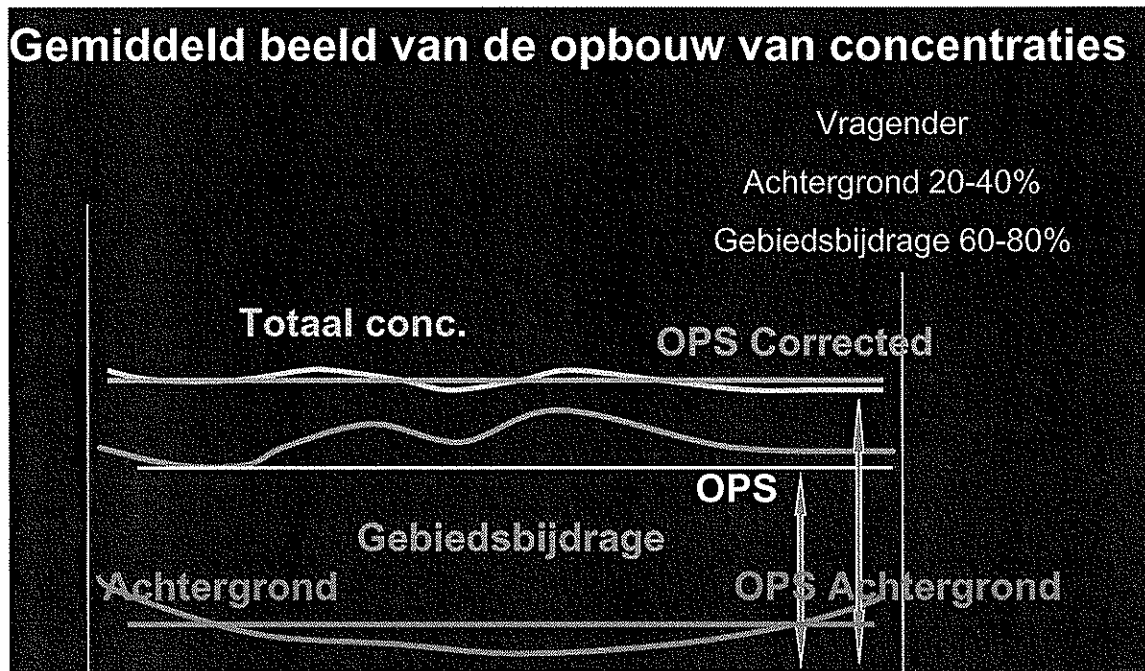 Gemiddeld beeld van de opbouw van concentraties
Vragender
Achtergrond 20-40%
Gebiedsbijdrage 60-80%
Totaal conc.
OPS Corrected
OPS
Gebiedsbijdrage
Achtergrond
OPS Achtergrond